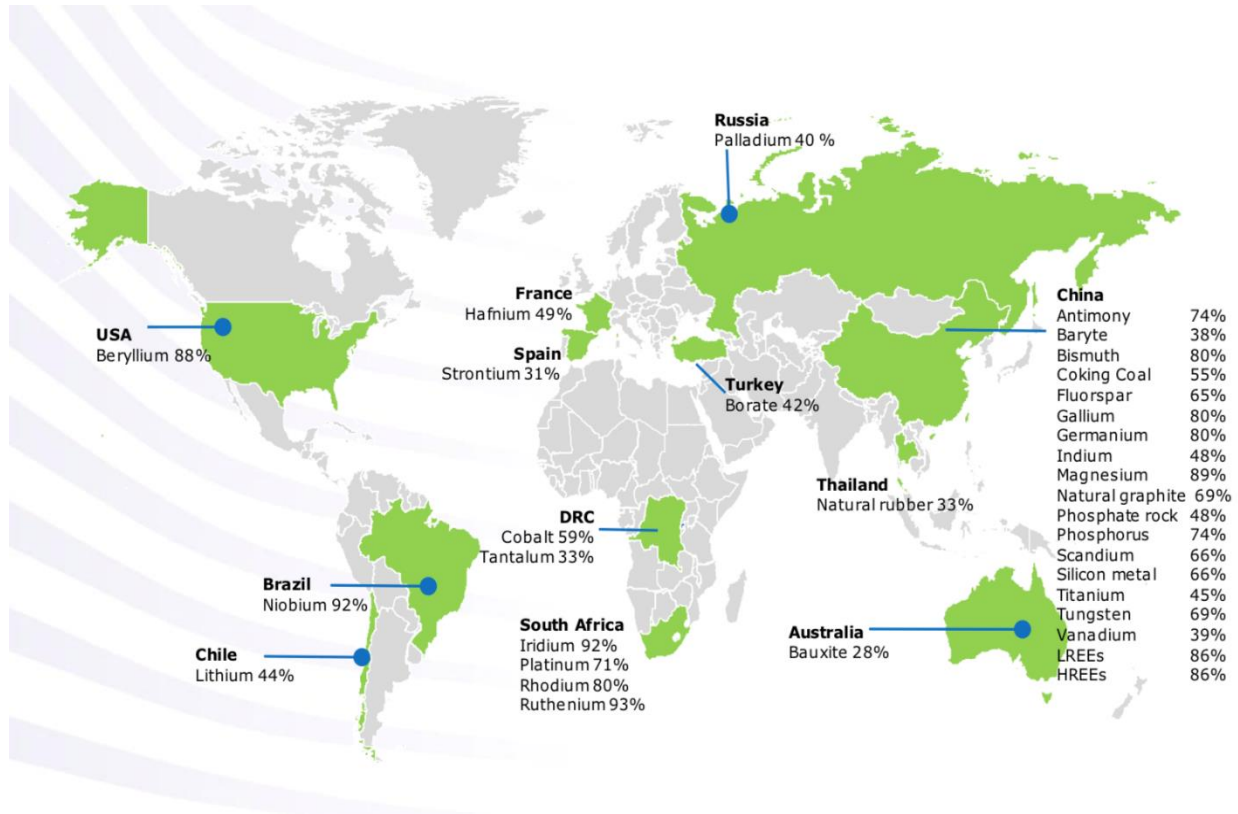 Russia
Palladium 40 %
France
Hafnium 49%
USA
Beryllium 88%
Spain
Strontium 31%
Turkey
Borate 42%
China
Antimony 74%
Baryte 38%
Bismuth 80%
Coking Coal 55%
Fluorspar 65%
Gallium 80%
Germanium 80%
Indium 48%
Magnesium 89%
Natural graphite 69%
Phosphate rock 48%
Phosphorus 74%
Scandium 66%
Silicon metal 66%
Titanium 45%
Tungsten 69%
Vanadium 39%
LREEs 86%
HREEs 86%
Thailand
Natural rubber 33%
DRC
Cobalt 59%
Tantalum 33%
Brazil
Niobium 92%
Chile
Lithium 44%
South Africa
Iridium 92%
Platinum 71%
Rhodium 80%
Ruthenium 93%
Australia
Bauxite 28%